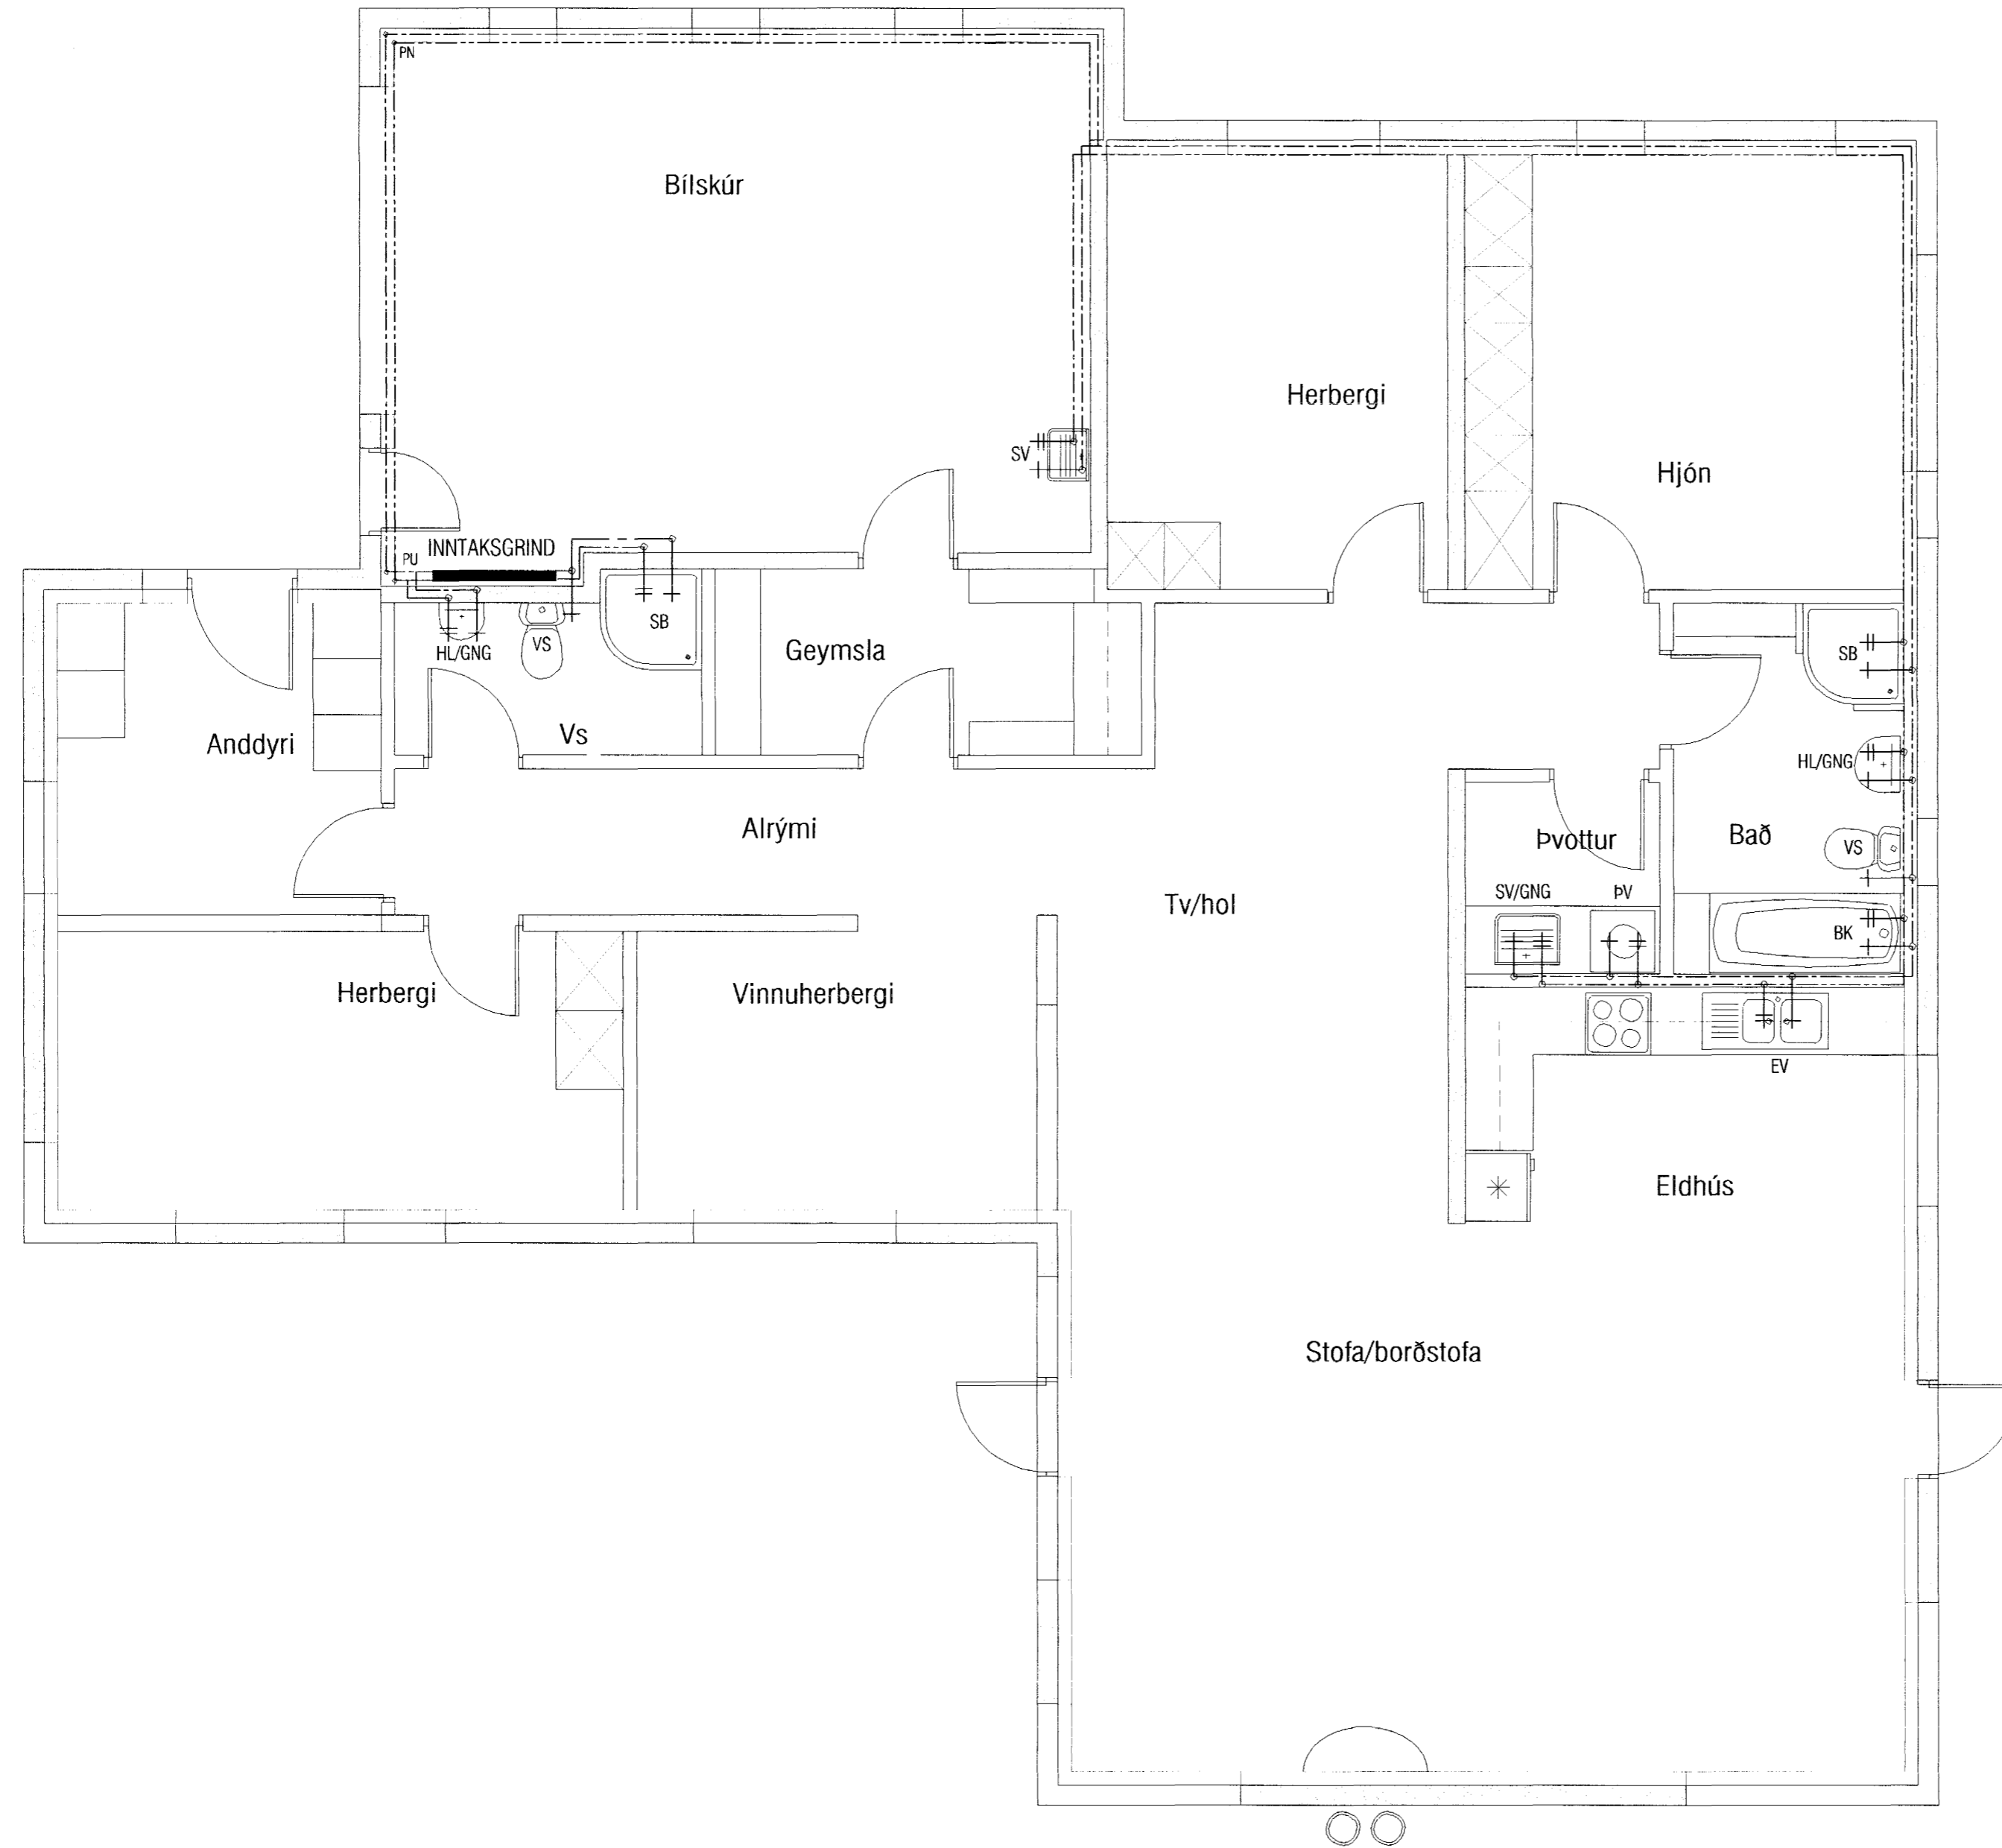 PN
Bílskúr
Herbergi
SV
Hjón
INNTAKSGRIND
PU
SB
VS
HL/GNG
Geymsla
SB
Vs
Anddyri
HL/GNG
Alrými
Þvottur
Bað
VS
SV/GNG
ÞV
Tv/hol
BK
Herbergi
Vinnuherbergi
EV
Eldhús
Stofa/borðstofa